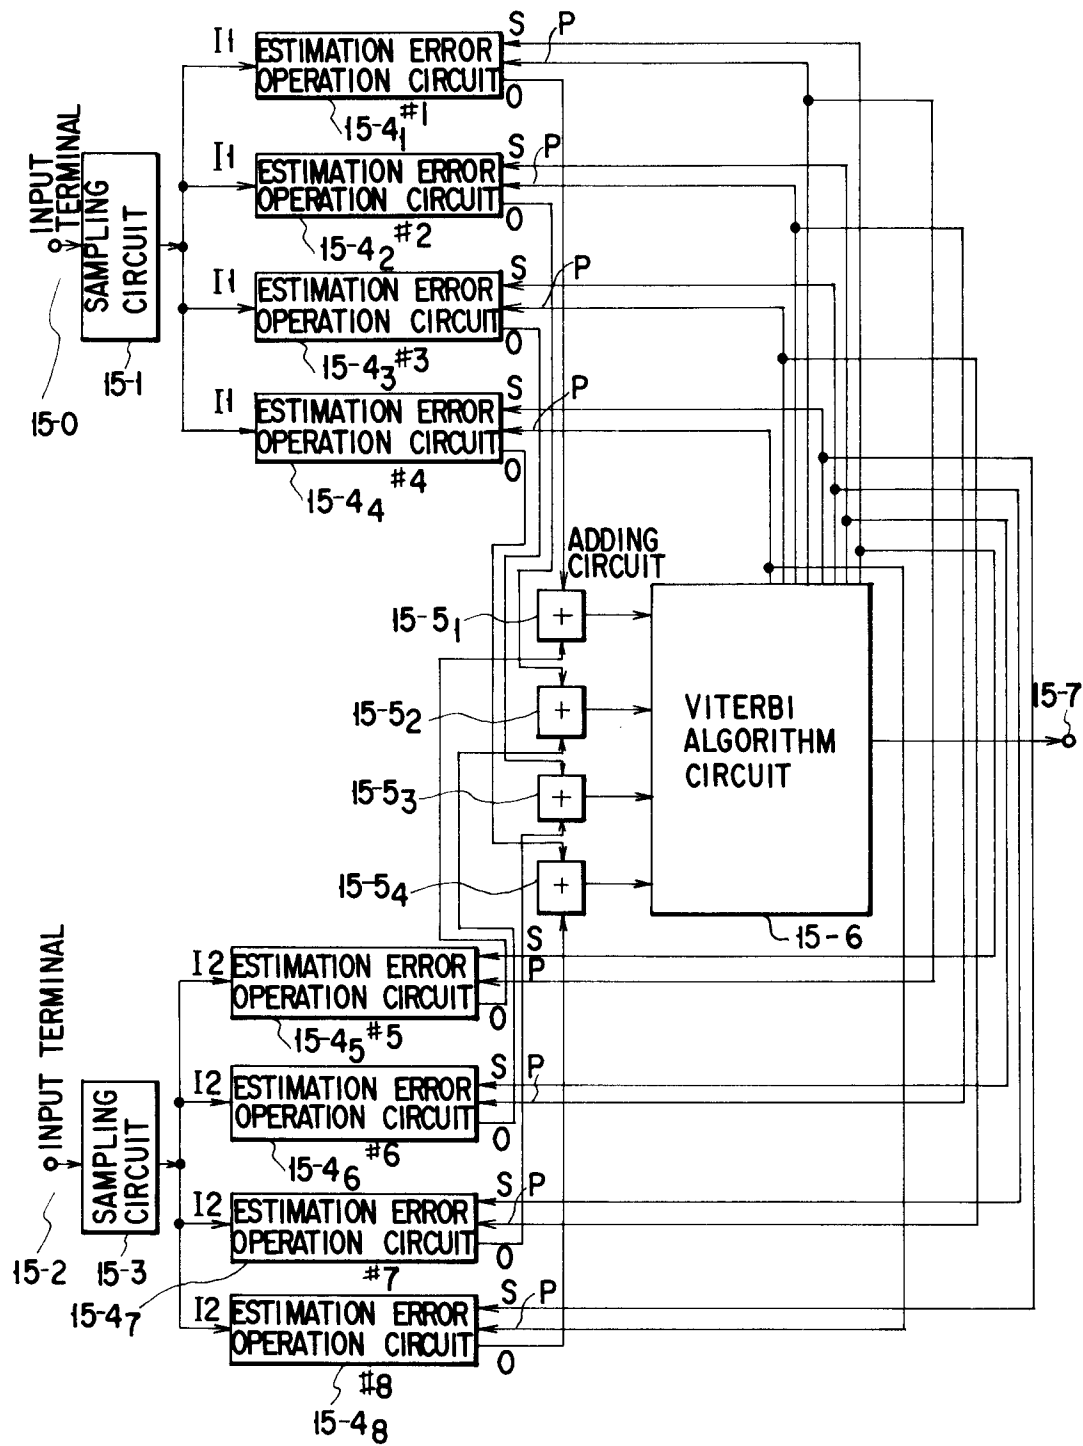 I1
ESTIMATION ERROR
OPERATION CIRCUIT
S
P
O
#1
15-4₁
INPUT
TERMINAL
SAMPLING
CIRCUIT
15-1
15-0
I1
ESTIMATION ERROR
OPERATION CIRCUIT
S
P
O
#2
15-4₂
I1
ESTIMATION ERROR
OPERATION CIRCUIT
S
P
O
#3
15-4₃
I1
ESTIMATION ERROR
OPERATION CIRCUIT
S
P
O
#4
15-4₄
ADDING
CIRCUIT
15-5₁
+
15-5₂
+
15-5₃
+
15-5₄
+
VITERBI
ALGORITHM
CIRCUIT
15-6
15-7
I2
ESTIMATION ERROR
OPERATION CIRCUIT
S
P
O
#5
15-4₅
INPUT TERMINAL
SAMPLING
CIRCUIT
15-2
15-3
I2
ESTIMATION ERROR
OPERATION CIRCUIT
S
P
O
#6
15-4₆
I2
ESTIMATION ERROR
OPERATION CIRCUIT
S
P
O
#7
15-4₇
I2
ESTIMATION ERROR
OPERATION CIRCUIT
S
P
O
#8
15-4₈